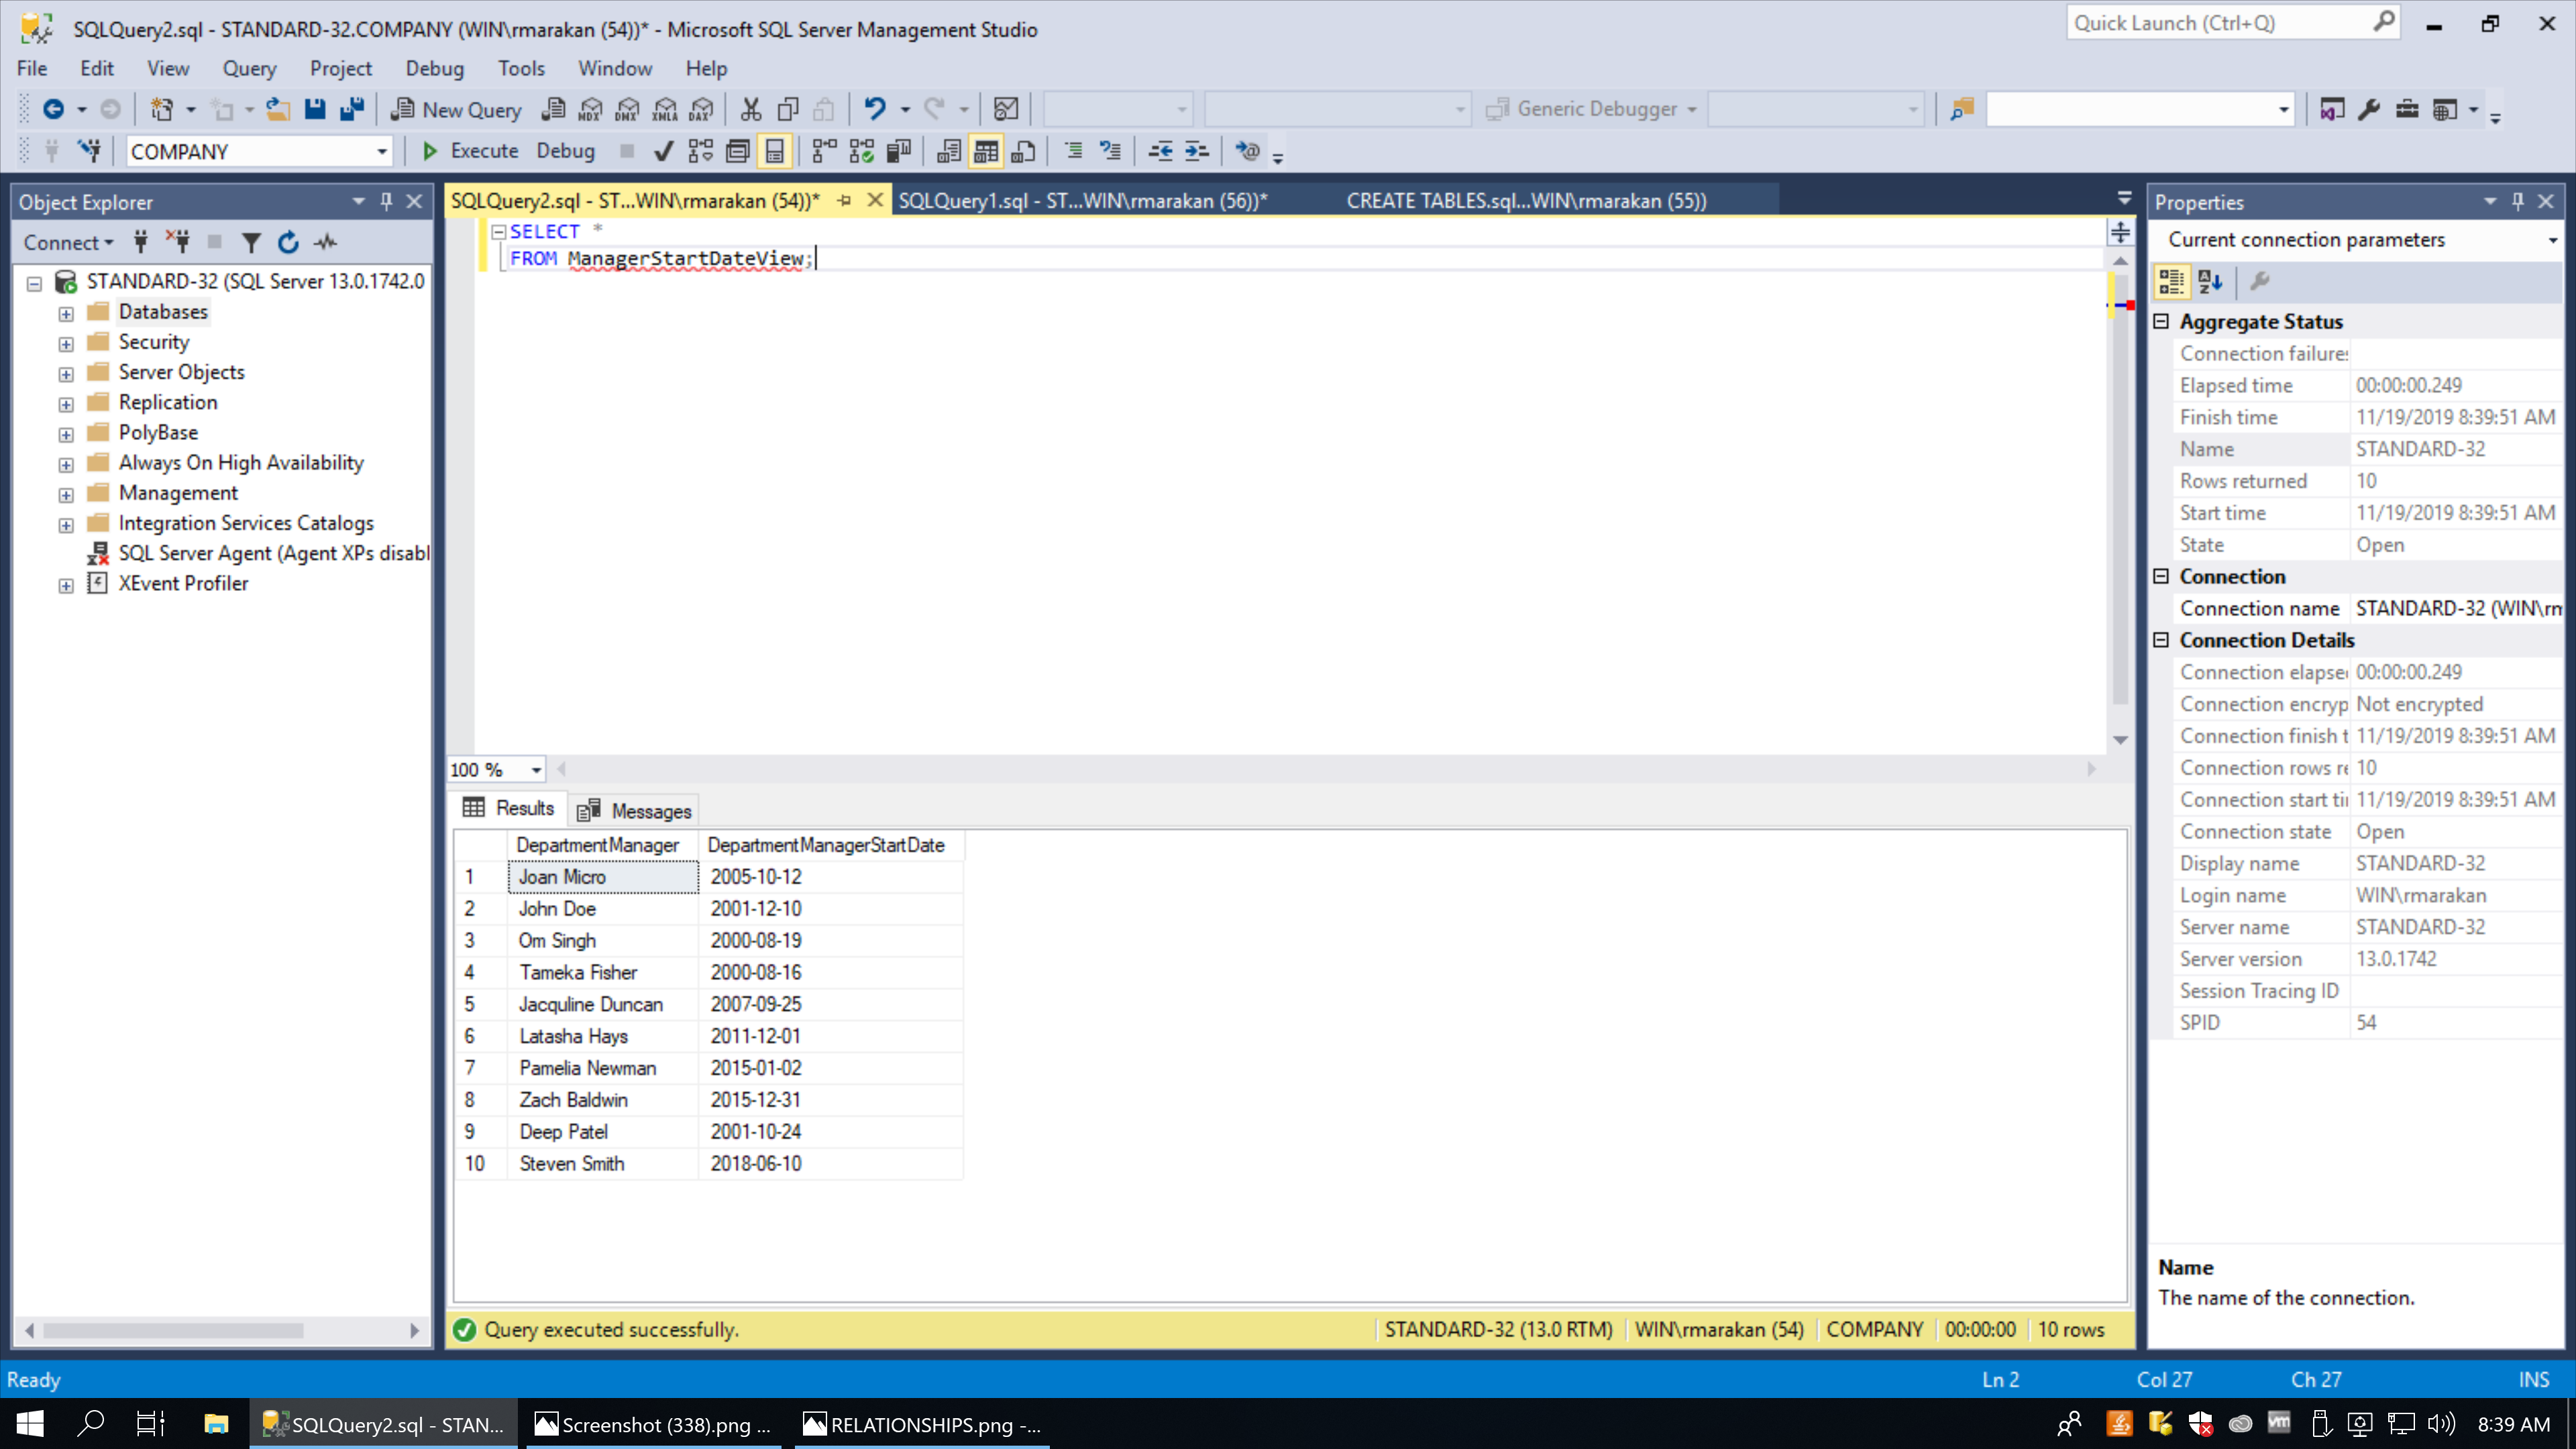 SQLQuery2.sql - STANDARD-32.COMPANY (WIN\rmarakan (54))* - Microsoft SQL Server Management Studio
Quick Launch (Ctrl+Q)
File Edit View Query Project Debug Tools Window Help
New Query MDX DMX XMLA DAX Generic Debugger
COMPANY Execute Debug
Object Explorer
SQLQuery2.sql - ST...WIN\rmarakan (54))* SQLQuery1.sql - ST...WIN\rmarakan (56))* CREATE TABLES.sql...WIN\rmarakan (55))
Properties
Connect
STANDARD-32 (SQL Server 13.0.1742.0
Databases
Security
Server Objects
Replication
PolyBase
Always On High Availability
Management
Integration Services Catalogs
SQL Server Agent (Agent XPs disabl
XEvent Profiler
SELECT *
FROM ManagerStartDateView;
100 %
Results Messages
DepartmentManager DepartmentManagerStartDate
1 Joan Micro 2005-10-12
2 John Doe 2001-12-10
3 Om Singh 2000-08-19
4 Tameka Fisher 2000-08-16
5 Jacquline Duncan 2007-09-25
6 Latasha Hays 2011-12-01
7 Pamelia Newman 2015-01-02
8 Zach Baldwin 2015-12-31
9 Deep Patel 2001-10-24
10 Steven Smith 2018-06-10
Query executed successfully. STANDARD-32 (13.0 RTM) WIN\rmarakan (54) COMPANY 00:00:00 10 rows
Current connection parameters
Aggregate Status
Connection failure
Elapsed time 00:00:00.249
Finish time 11/19/2019 8:39:51 AM
Name STANDARD-32
Rows returned 10
Start time 11/19/2019 8:39:51 AM
State Open
Connection
Connection name STANDARD-32 (WIN\rm
Connection Details
Connection elapse 00:00:00.249
Connection encryp Not encrypted
Connection finish t 11/19/2019 8:39:51 AM
Connection rows re 10
Connection start ti 11/19/2019 8:39:51 AM
Connection state Open
Display name STANDARD-32
Login name WIN\rmarakan
Server name STANDARD-32
Server version 13.0.1742
Session Tracing ID
SPID 54
Name
The name of the connection.
Ready Ln 2 Col 27 Ch 27 INS
SQLQuery2.sql - STAN... Screenshot (338).png ... RELATIONSHIPS.png -... vm 8:39 AM